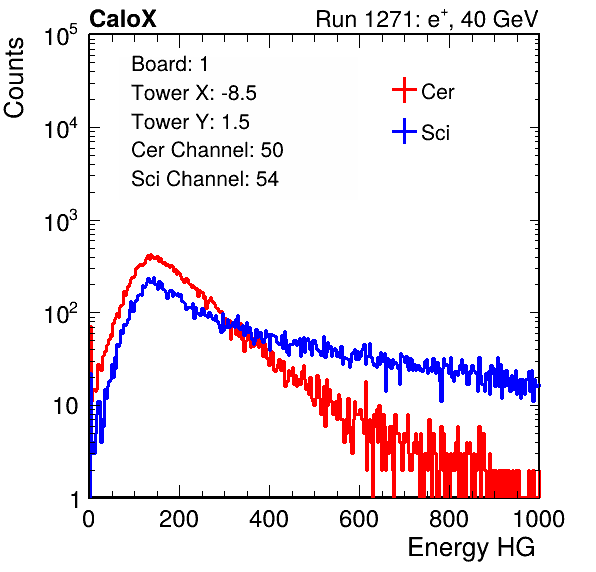 CaloX Run 1271: e⁺, 40 GeV
Counts
Board: 1
Tower X: -8.5
Tower Y: 1.5
Cer Channel: 50
Sci Channel: 54
Cer
Sci
10⁵
10⁴
10³
10²
10
1
0 200 400 600 800 1000
Energy HG